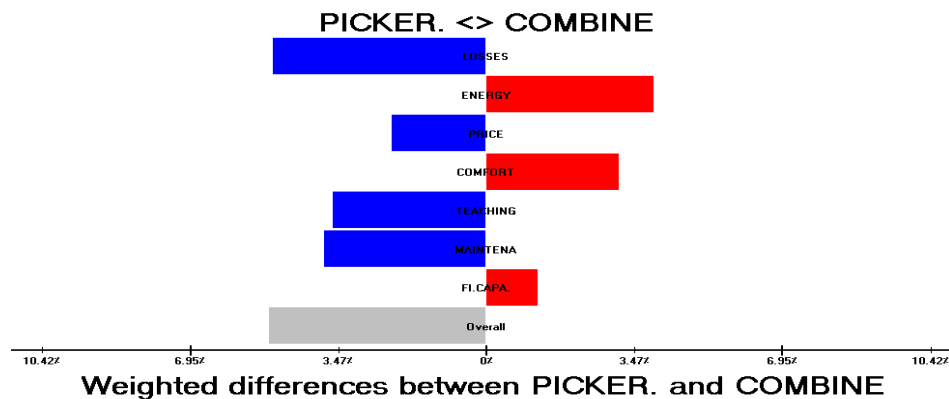 PICKER. <> COMBINE
LOSSES
ENERGY
PRICE
COMFORT
TEACHING
MAINTENA
FI.CAPA.
Overall
10.42% 6.95% 3.47% 0% 3.47% 6.95% 10.42%
Weighted differences between PICKER. and COMBINE